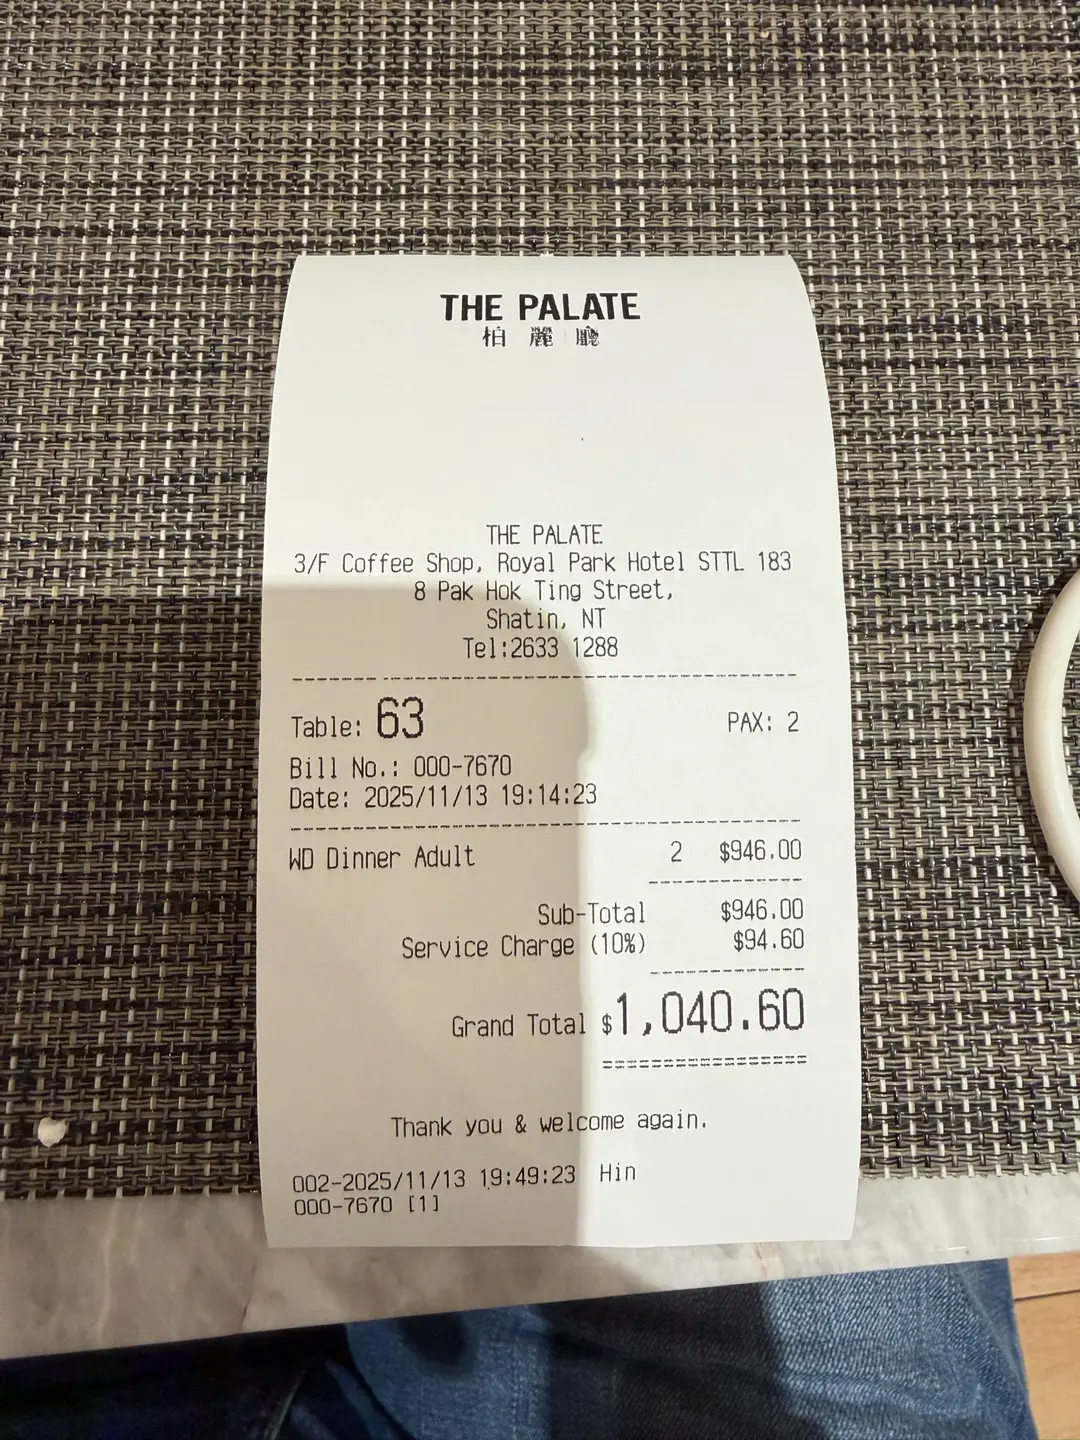 THE PALATE
柏麗廳
THE PALATE
3/F Coffee Shop, Royal Park Hotel STTL 183
8 Pak Hok Ting Street,
Shatin, NT
Tel:2633 1288
Table: 63 PAX: 2
Bill No.: 000-7670
Date: 2025/11/13 19:14:23
WD Dinner Adult 2 $946.00
Sub-Total $946.00
Service Charge (10%) $94.60
Grand Total $1,040.60
Thank you & welcome again.
002-2025/11/13 19:49:23 Hin
000-7670 [1]